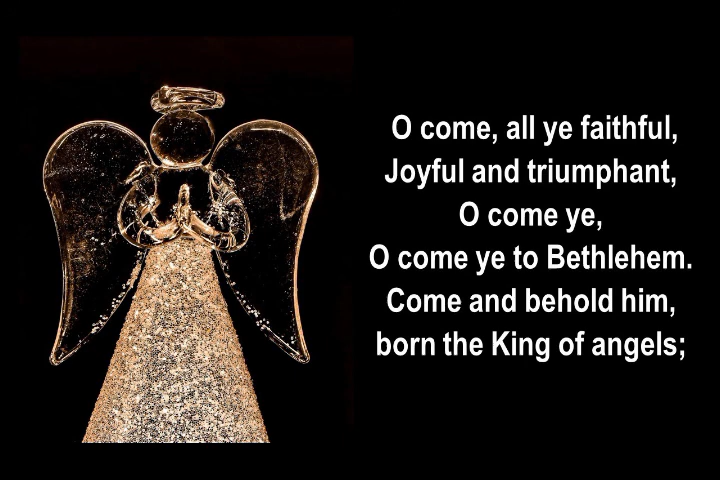 O come, all ye faithful,
Joyful and triumphant,
O come ye,
O come ye to Bethlehem.
Come and behold him,
born the King of angels;